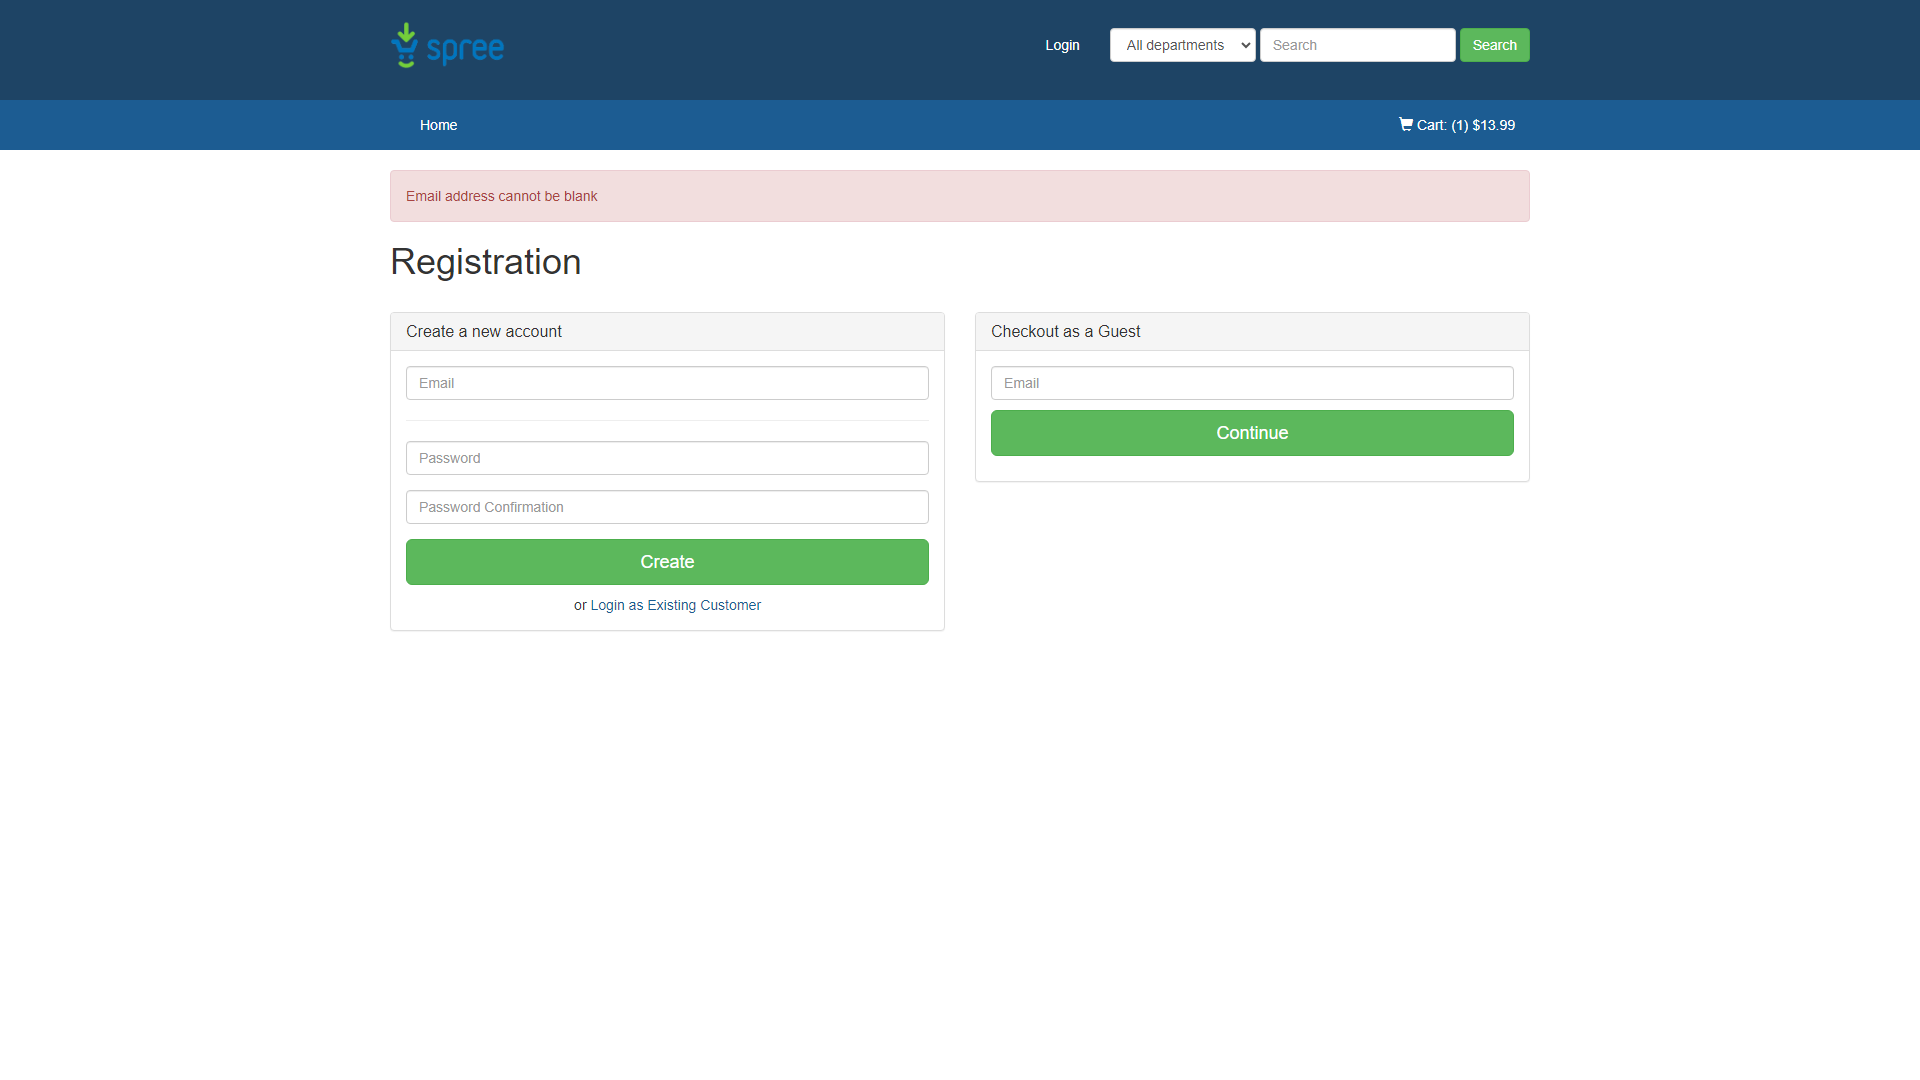 spree
Login
All departments
Search
Search
Home
Cart: (1) $13.99
Email address cannot be blank
Registration
Create a new account
Email
Password
Password Confirmation
Create
or Login as Existing Customer
Checkout as a Guest
Email
Continue